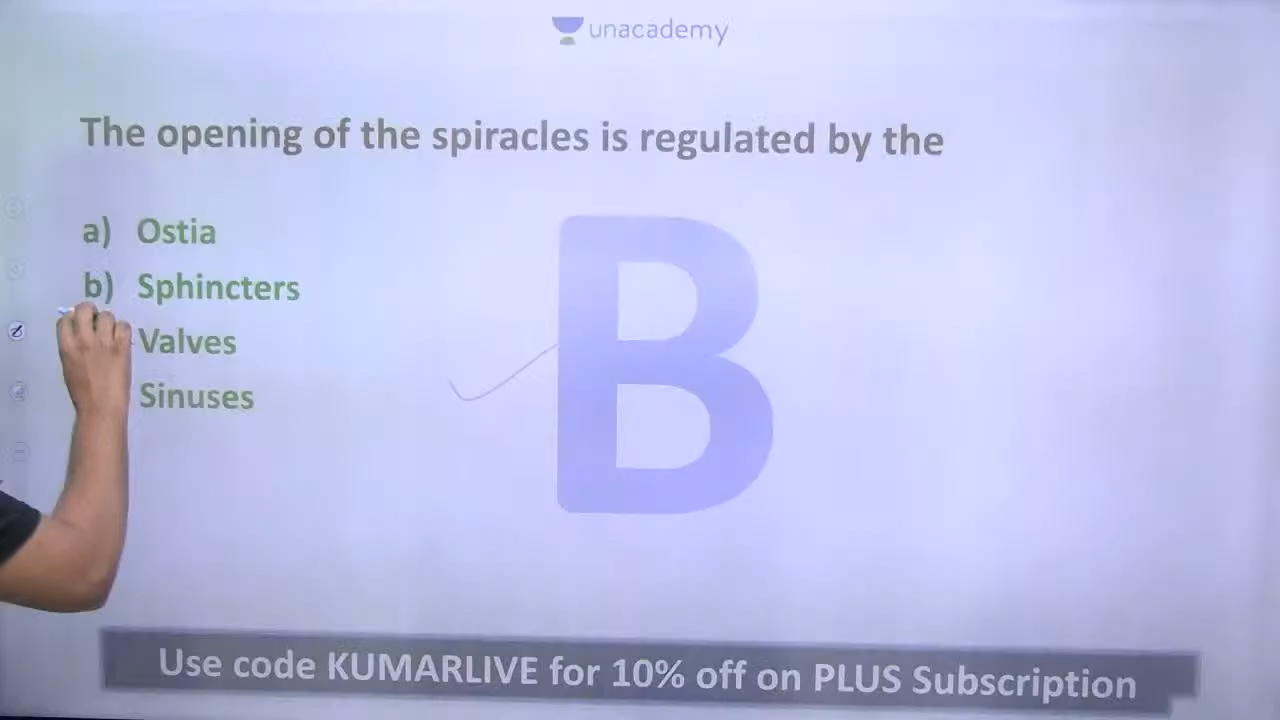 unacademy
The opening of the spiracles is regulated by the
a) Ostia
b) Sphincters
Valves
Sinuses
B
Use code KUMARLIVE for 10% off on PLUS Subscription